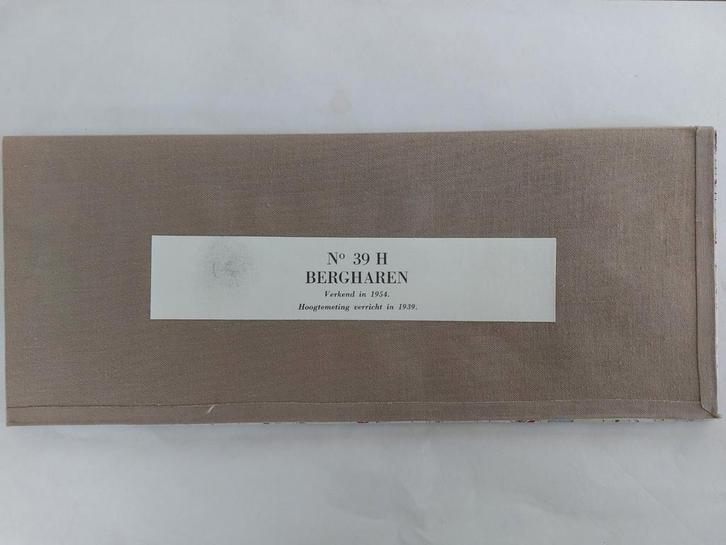 Nº 39 H
BERGHAREN
Verkend in 1954.
Hoogtemeting verricht in 1939.